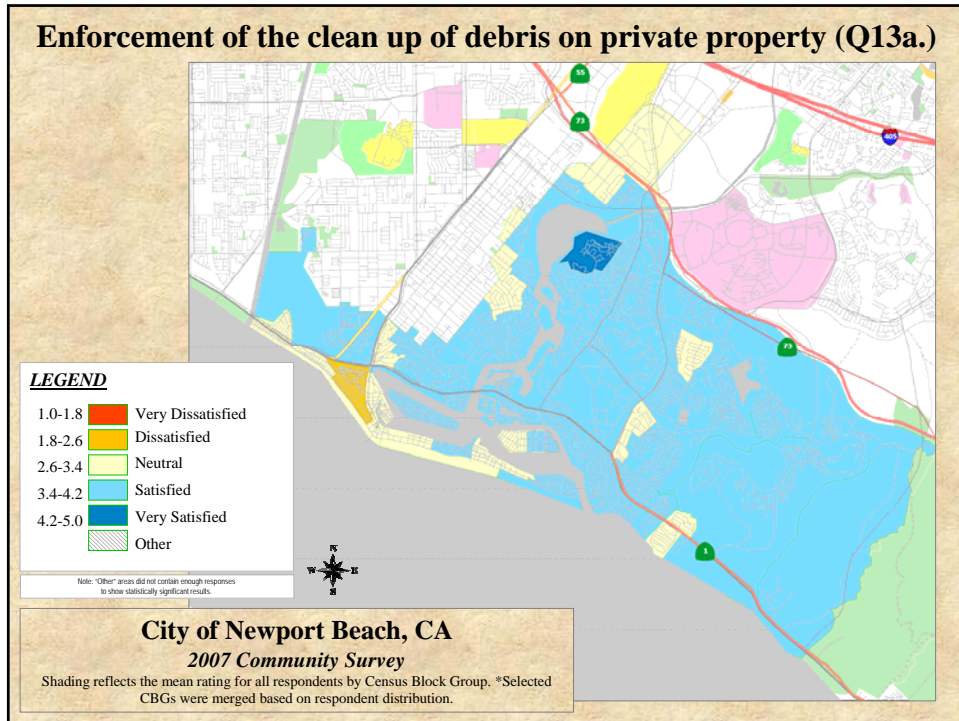 Enforcement of the clean up of debris on private property (Q13a.)
55
73
405
73
1
LEGEND
1.0-1.8 Very Dissatisfied
1.8-2.6 Dissatisfied
2.6-3.4 Neutral
3.4-4.2 Satisfied
4.2-5.0 Very Satisfied
Other
Note: "Other" areas did not contain enough responses
to show statistically significant results.
N
W E
S
City of Newport Beach, CA
2007 Community Survey
Shading reflects the mean rating for all respondents by Census Block Group. *Selected
CBGs were merged based on respondent distribution.